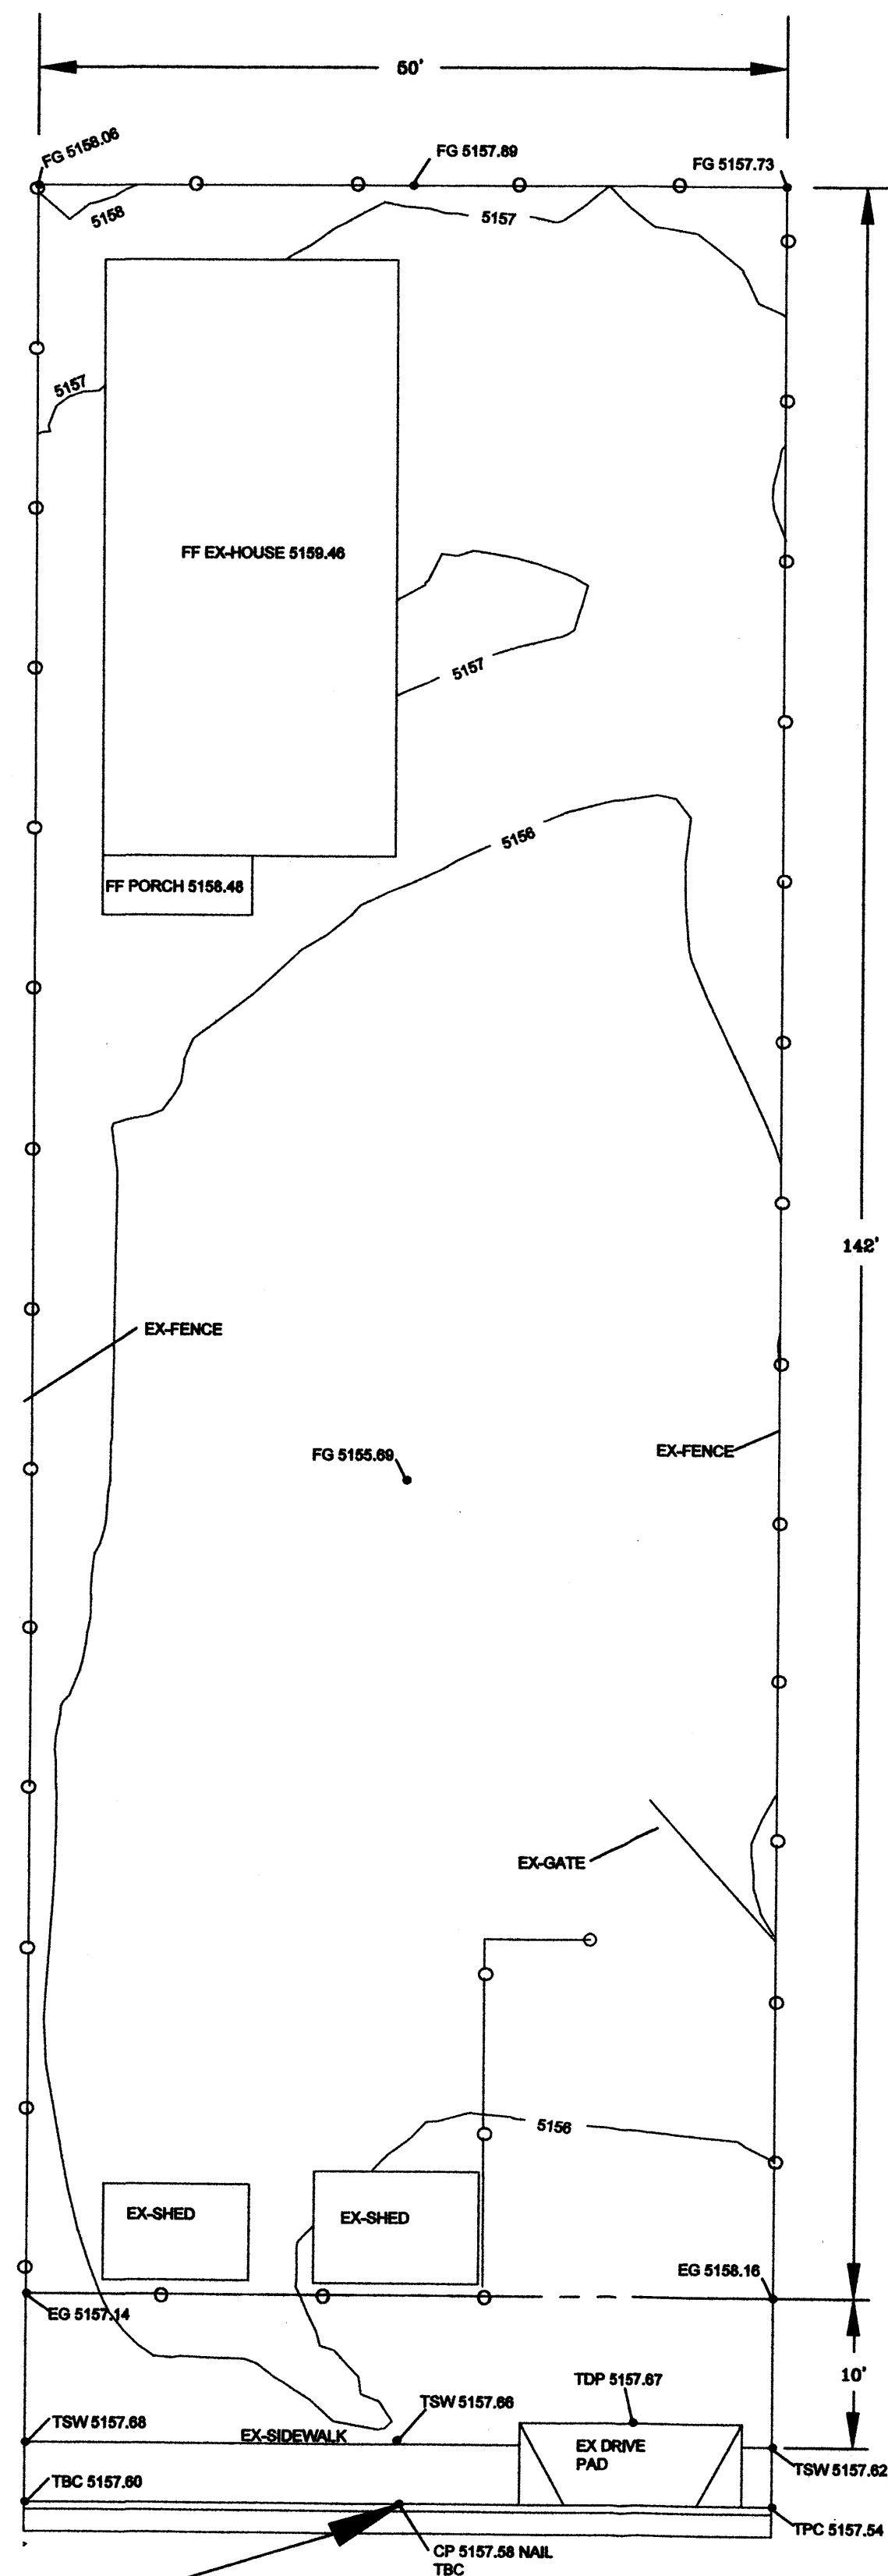 50'
FG 5158.06
FG 5157.89
FG 5157.73
5158
5157
5157
FF EX-HOUSE 5159.46
5157
5156
FF PORCH 5158.48
142'
EX-FENCE
FG 5155.69
EX-FENCE
EX-GATE
5156
EX-SHED
EX-SHED
EG 5158.16
EG 5157.14
10'
TDP 5157.67
TSW 5157.68
EX-SIDEWALK
TSW 5157.66
EX DRIVE
PAD
TSW 5157.62
TBC 5157.60
TPC 5157.54
CP 5157.58 NAIL
TBC